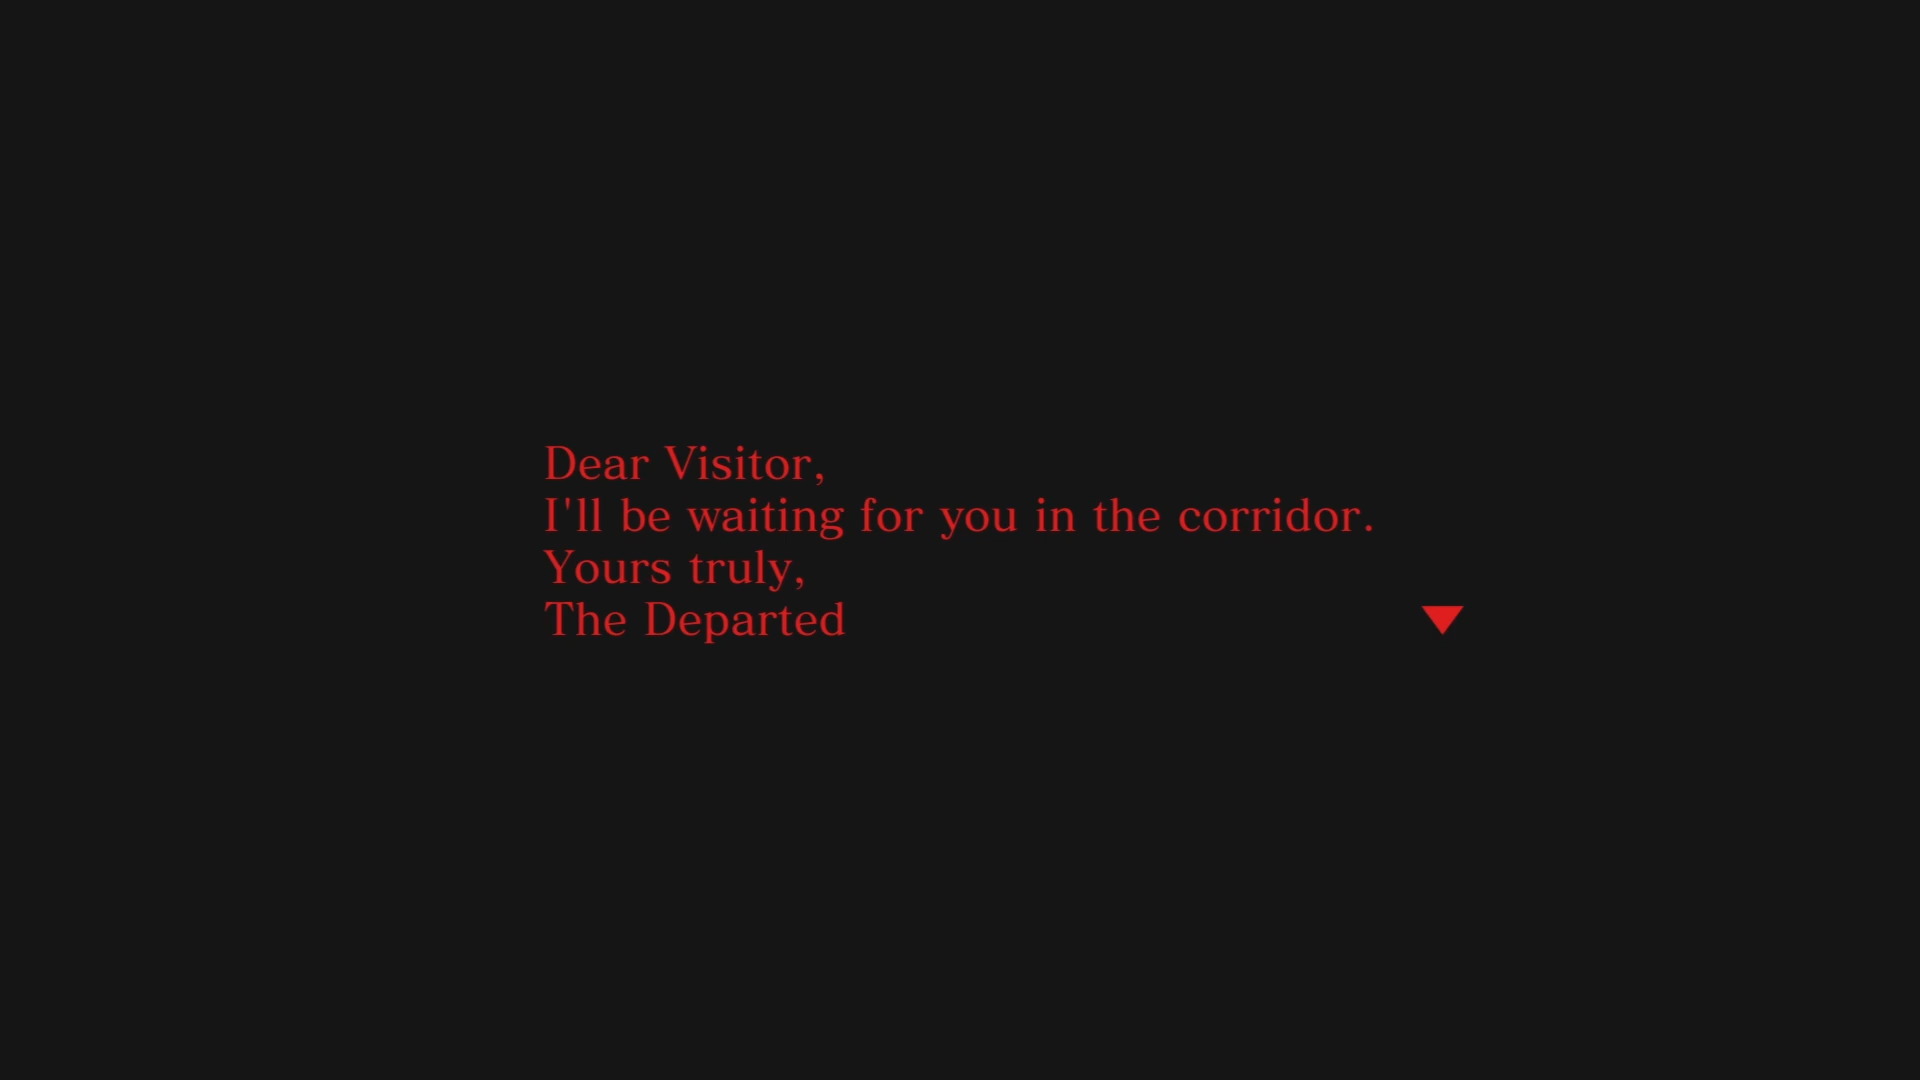 Dear Visitor,
I'll be waiting for you in the corridor.
Yours truly,
The Departed